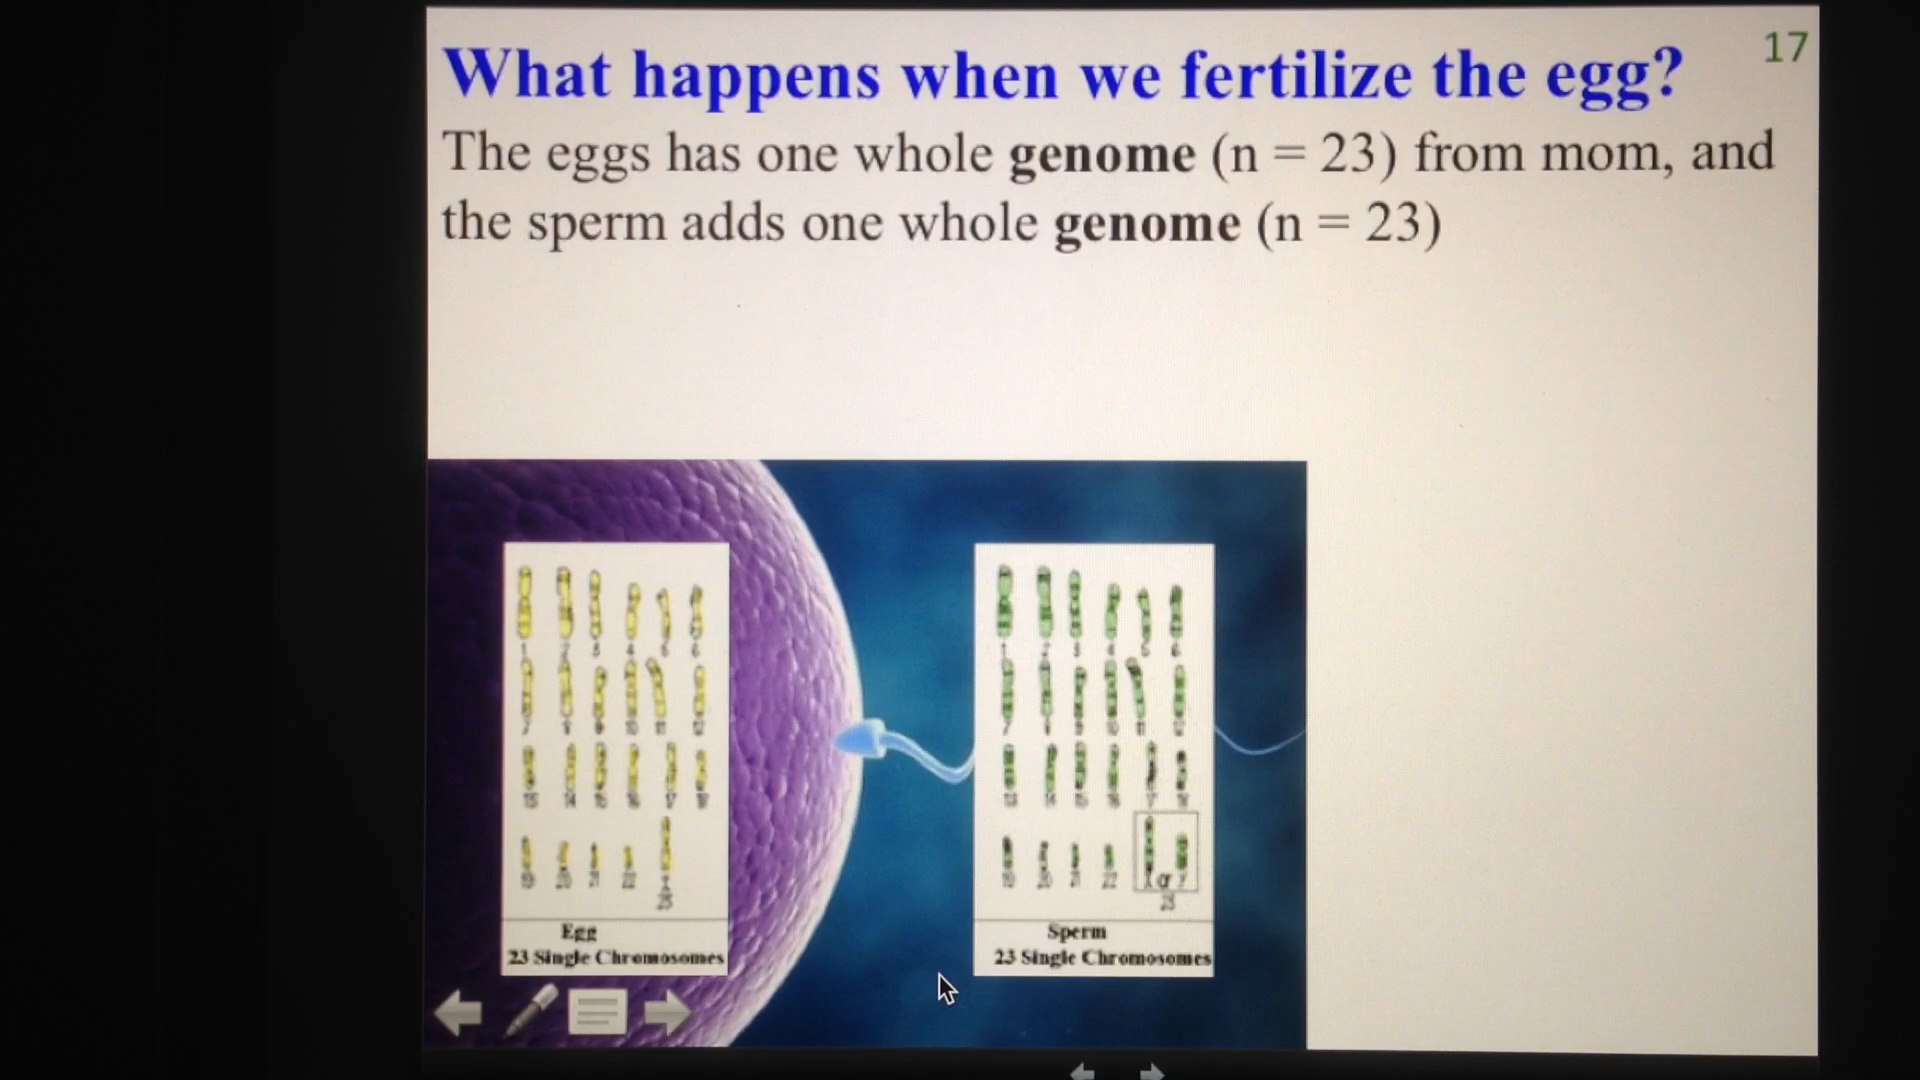 What happens when we fertilize the egg?
17
The eggs has one whole genome (n = 23) from mom, and
the sperm adds one whole genome (n = 23)
Egg
23 Single Chromosomes
Sperm
23 Single Chromosomes